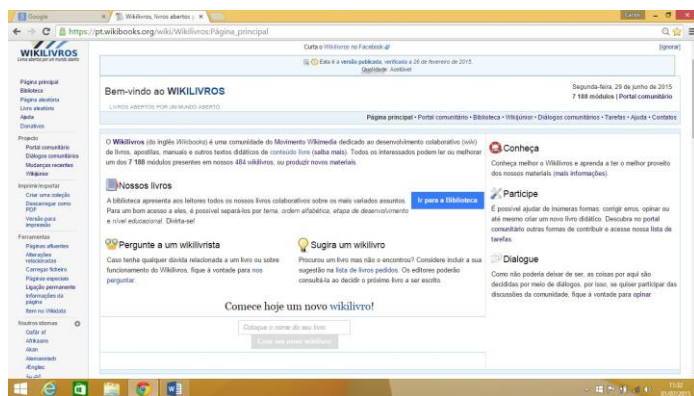 Google
Wikilivros, livros abertos p
https://pt.wikibooks.org/wiki/Wikilivros:Página_principal
WIKILIVROS
Livros abertos por um mundo aberto
Curta o Wikilivros no Facebook
[ignorar]
Esta é a versão publicada, verificada a 26 de fevereiro de 2015.
Qualidade: Aceitável
Página principal
Biblioteca
Página aleatória
Livro aleatório
Ajuda
Donativos
Projeto
Portal comunitário
Diálogos comunitários
Mudanças recentes
Wikijúnior
Imprimir/exportar
Criar uma coleção
Descarregar como
PDF
Versão para
impressão
Ferramentas
Páginas afluentes
Alterações
relacionadas
Carregar ficheiro
Páginas especiais
Ligação permanente
Informações da
página
Item no Wikidata
Noutros idiomas
Qafár af
Afrikaans
Akan
Alemannisch
Ænglisc
العربية
Bem-vindo ao WIKILIVROS
LIVROS ABERTOS POR UM MUNDO ABERTO
Segunda-feira, 29 de junho de 2015
7 188 módulos | Portal comunitário
Página principal • Portal comunitário • Biblioteca • Wikijúnior • Diálogos comunitários • Tarefas • Ajuda • Contatos
O Wikilivros (do inglês Wikibooks) é uma comunidade do Movimento Wikimedia dedicado ao desenvolvimento colaborativo (wiki)
de livros, apostilas, manuais e outros textos didáticos de conteúdo livre (saiba mais). Todos os interessados podem ler ou melhorar
um dos 7 188 módulos presentes em nossos 484 wikilivros, ou produzir novos materiais.
Nossos livros
A biblioteca apresenta aos leitores todos os nossos livros colaborativos sobre os mais variados assuntos.
Para um bom acesso a eles, é possível separá-los por tema, ordem alfabética, etapa de desenvolvimento
e nível educacional. Divirta-se!
Ir para a Biblioteca
Pergunte a um wikilivrista
Caso tenha qualquer dúvida relacionada a um livro ou sobre
funcionamento do Wikilivros, fique à vontade para nos
perguntar.
Sugira um wikilivro
Procurou um livro mas não o encontrou? Considere incluir a sua
sugestão na lista de livros pedidos. Os editores poderão
consultá-la ao decidir o próximo livro a ser escrito.
Comece hoje um novo wikilivro!
Coloque o nome do seu livro
Criar um novo wikilivro
Conheça
Conheça melhor o Wikilivros e aprenda a ter o melhor proveito
dos nossos materiais (mais informações).
Participe
É possível ajudar de inúmeras formas: corrigir erros, opinar ou
até mesmo criar um novo livro didático. Descubra no portal
comunitário outras formas de contribuir e acesse nossa lista de
tarefas.
Dialogue
Como não poderia deixar de ser, as coisas por aqui são
decididas por meio de diálogos, por isso, se quiser participar das
discussões da comunidade, fique à vontade para opinar.
11:02
01/07/2015